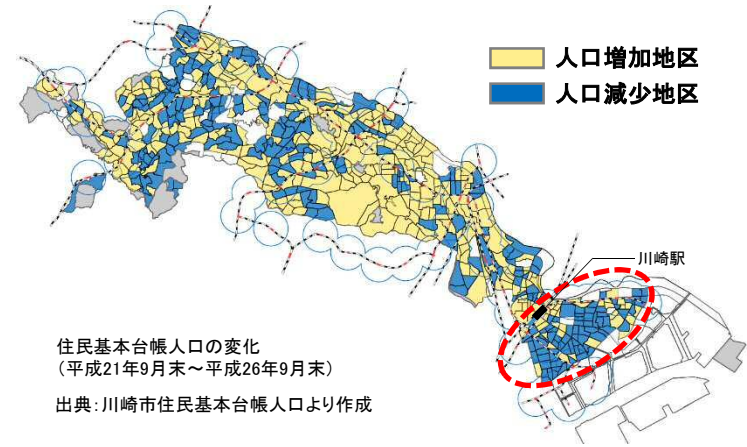 人口増加地区
人口減少地区
川崎駅
住民基本台帳人口の変化
（平成21年9月末～平成26年9月末）
出典：川崎市住民基本台帳人口より作成